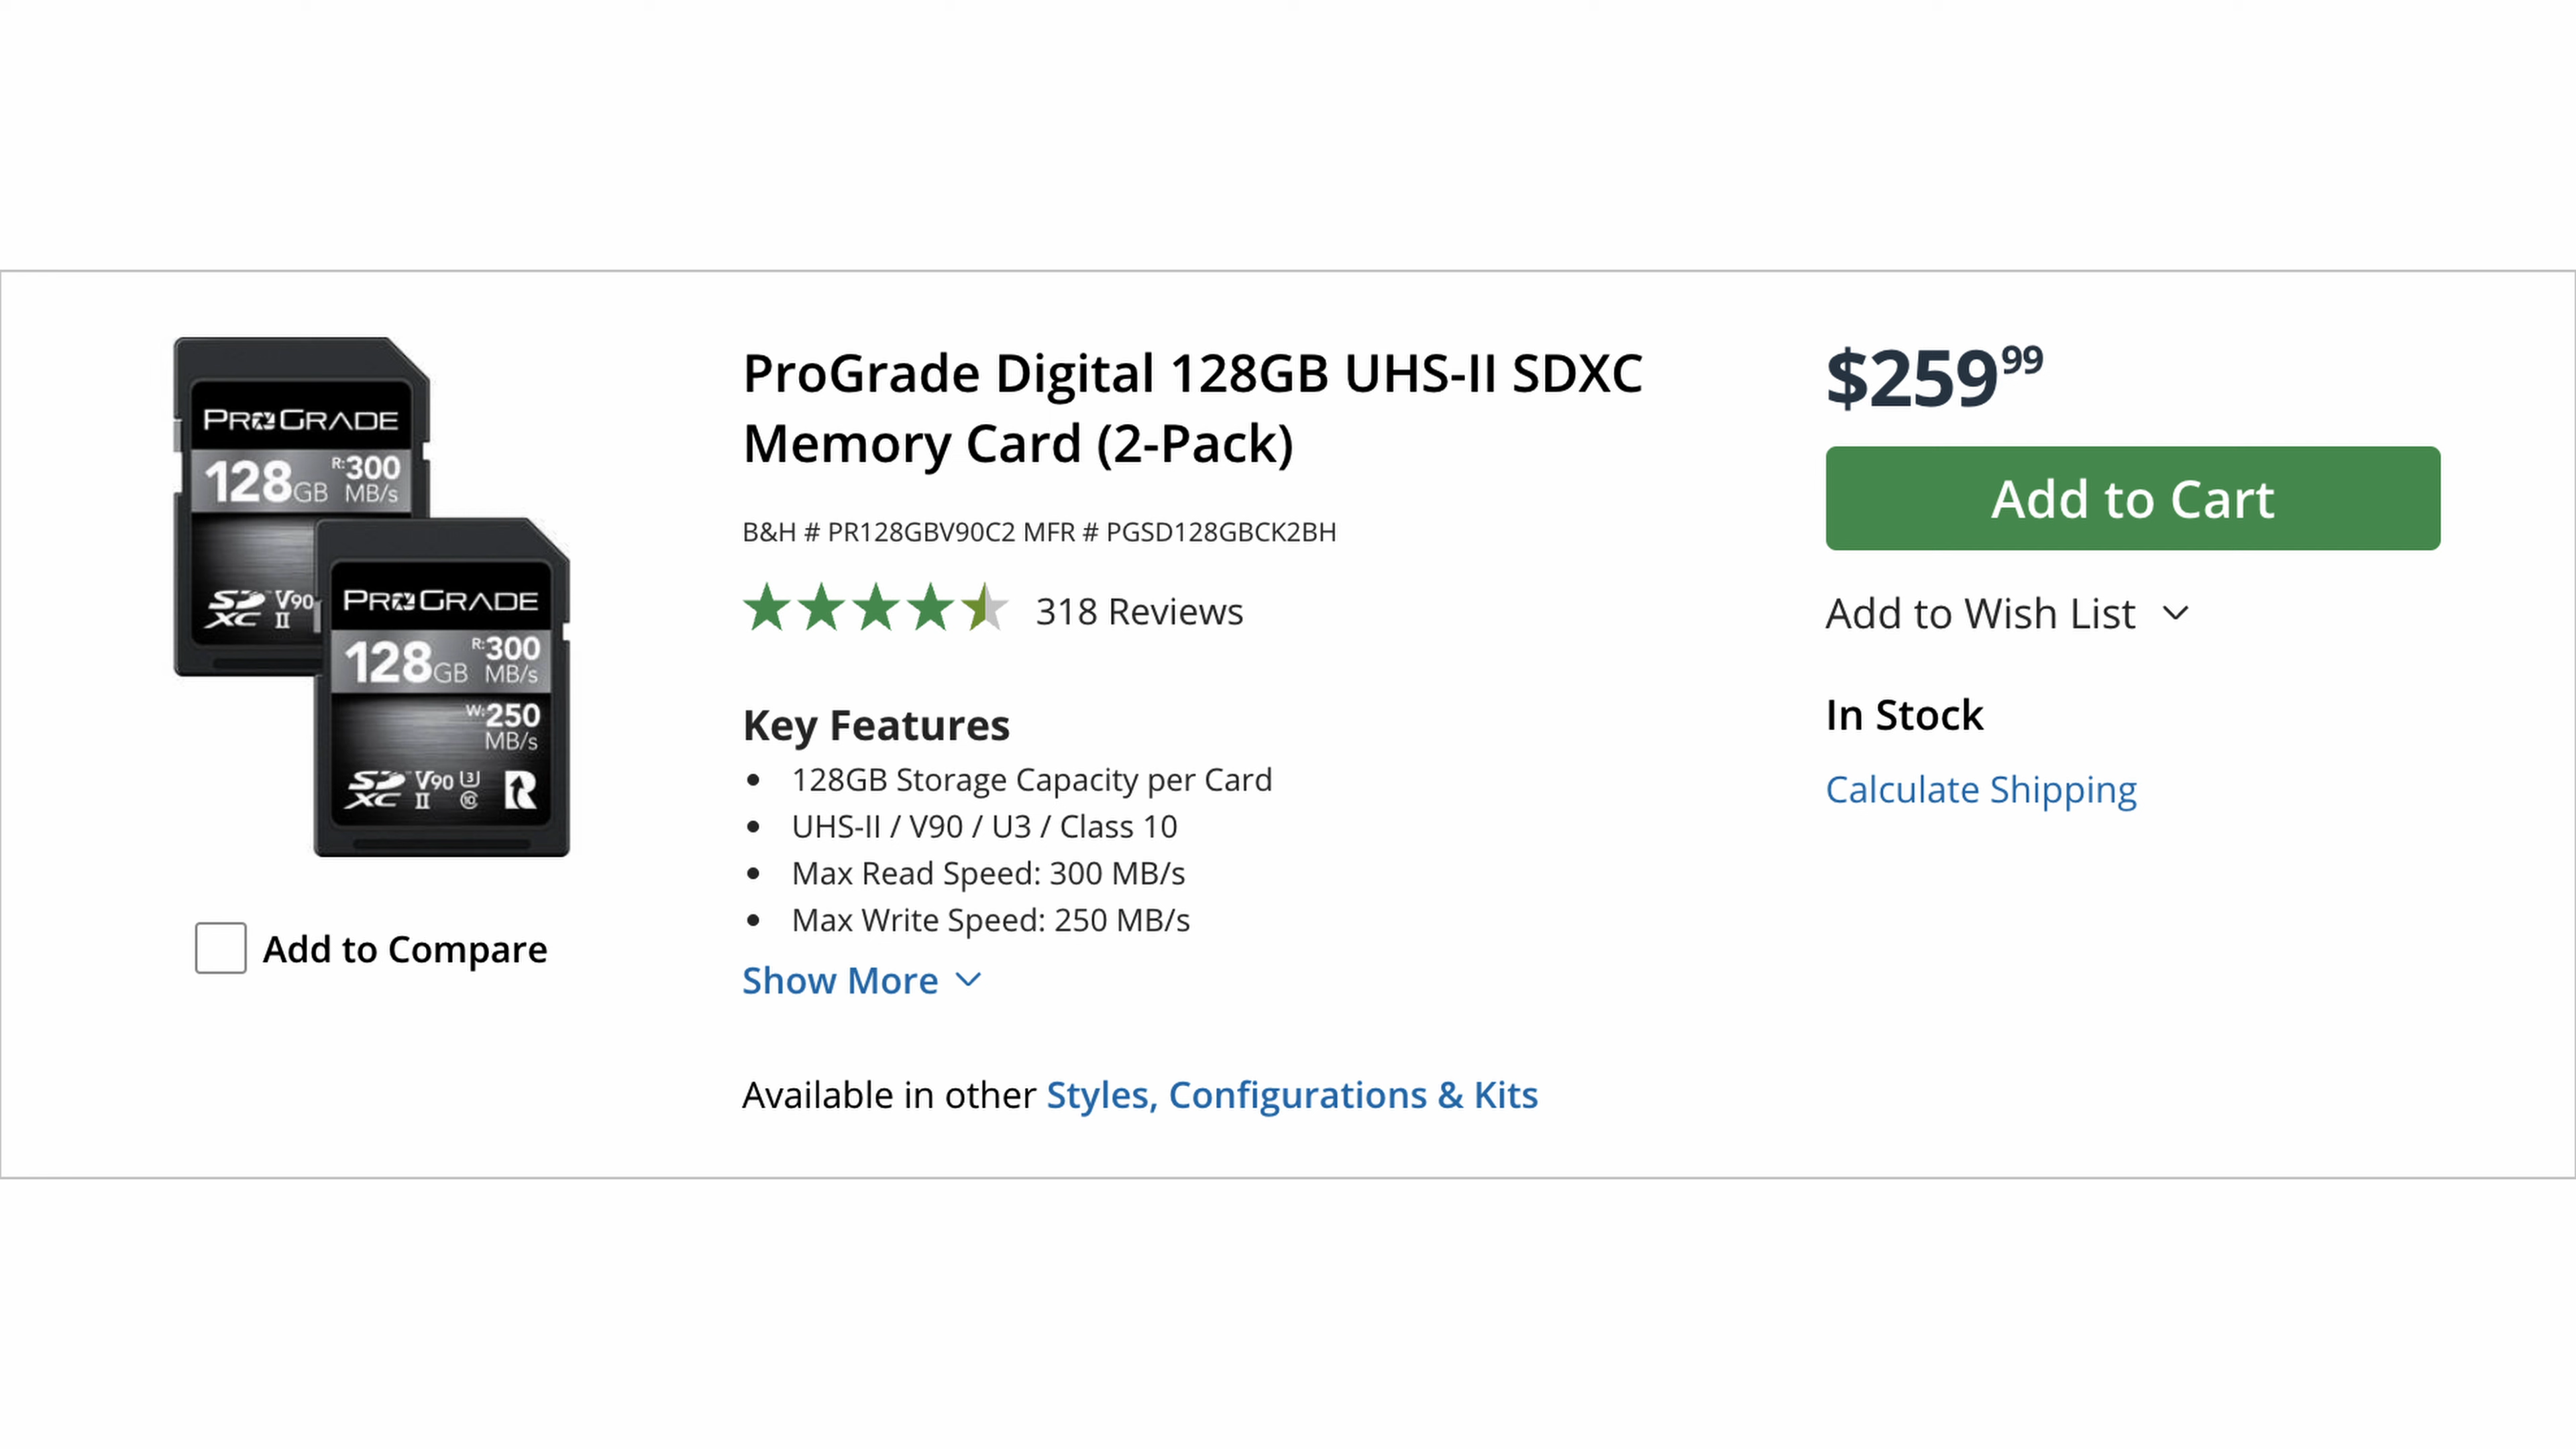 PROGRADE
128GB R:300 MB/s
SDXC V90 II
PROGRADE
128GB R:300 MB/s
W:250 MB/s
SDXC V90 II U3 10 R
Add to Compare
ProGrade Digital 128GB UHS-II SDXC
Memory Card (2-Pack)
B&H # PR128GBV90C2 MFR # PGSD128GBCK2BH
318 Reviews
Key Features
• 128GB Storage Capacity per Card
• UHS-II / V90 / U3 / Class 10
• Max Read Speed: 300 MB/s
• Max Write Speed: 250 MB/s
Show More
Available in other Styles, Configurations & Kits
$259.99
Add to Cart
Add to Wish List
In Stock
Calculate Shipping